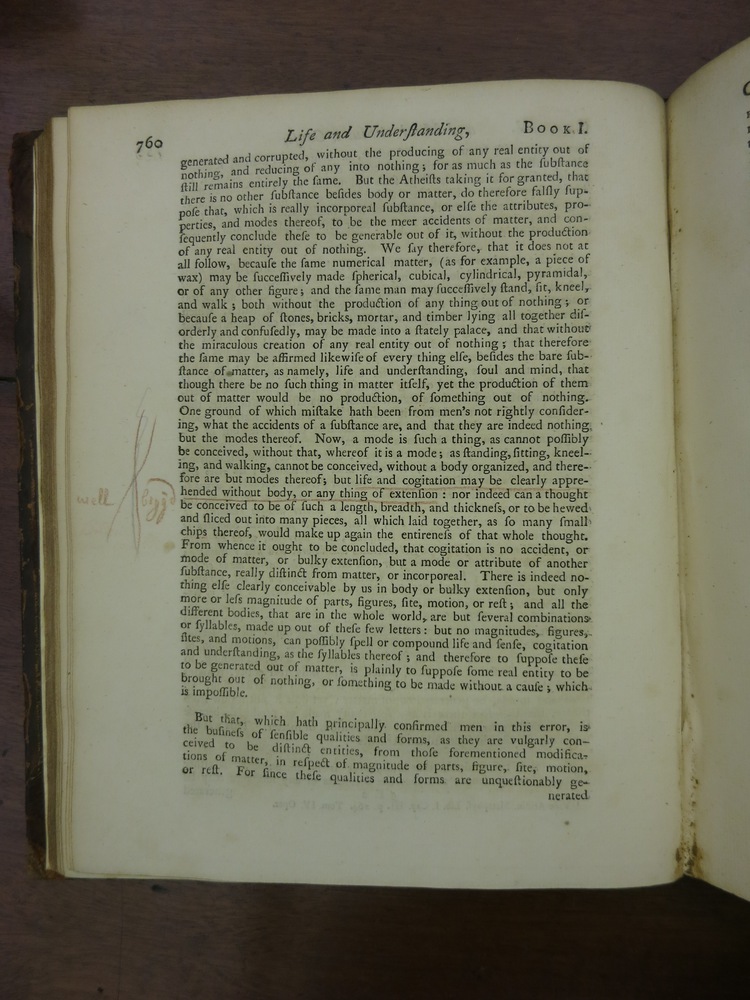 760 Life and Underſtanding, BOOK I.
generated and corrupted, without the producing of any real entity out of
nothing, and reducing of any into nothing; for as much as the ſubſtance
ſtill remains entirely the ſame. But the Atheiſts taking it for granted, that
there is no other ſubſtance beſides body or matter, do therefore falſly ſup-
poſe that, which is really incorporeal ſubſtance, or elſe the attributes, pro-
perties, and modes thereof, to be the meer accidents of matter, and con-
ſequently conclude theſe to be generable out of it, without the production
of any real entity out of nothing. We ſay therefore, that it does not at
all follow, becauſe the ſame numerical matter, (as for example, a piece of
wax) may be ſucceſſively made ſpherical, cubical, cylindrical, pyramidal,
or of any other figure; and the ſame man may ſucceſſively ſtand, ſit, kneel,
and walk; both without the production of any thing out of nothing; or
becauſe a heap of ſtones, bricks, mortar, and timber lying all together diſ-
orderly and confuſedly, may be made into a ſtately palace, and that without
the miraculous creation of any real entity out of nothing; that therefore
the ſame may be affirmed likewiſe of every thing elſe, beſides the bare ſub-
ſtance of matter, as namely, life and underſtanding, ſoul and mind, that
though there be no ſuch thing in matter itſelf, yet the production of them
out of matter would be no production, of ſomething out of nothing.
One ground of which miſtake hath been from men's not rightly conſider-
ing, what the accidents of a ſubſtance are, and that they are indeed nothing
but the modes thereof. Now, a mode is ſuch a thing, as cannot poſſibly
be conceived, without that, whereof it is a mode; as ſtanding, ſitting, kneel-
ing, and walking, cannot be conceived, without a body organized, and there-
fore are but modes thereof; but life and cogitation may be clearly appre-
hended without body, or any thing of extenſion: nor indeed can a thought
be conceived to be of ſuch a length, breadth, and thickneſs, or to be hewed
and ſliced out into many pieces, all which laid together, as ſo many ſmall
chips thereof, would make up again the entireneſs of that whole thought.
From whence it ought to be concluded, that cogitation is no accident, or
mode of matter, or bulky extenſion, but a mode or attribute of another
ſubſtance, really diſtinct from matter, or incorporeal. There is indeed no-
thing elſe clearly conceivable by us in body or bulky extenſion, but only
more or leſs magnitude of parts, figures, ſite, motion, or reſt; and all the
different bodies, that are in the whole world, are but ſeveral combinations
or ſyllables, made up out of theſe few letters: but no magnitudes, figures,
ſites, and motions, can poſſibly ſpell or compound life and ſenſe, cogitation
and underſtanding, as the ſyllables thereof; and therefore to ſuppoſe theſe
to be generated out of matter, is plainly to ſuppoſe ſome real entity to be
brought out of nothing, or ſomething to be made without a cauſe; which
is impoſſible.
But that, which hath principally confirmed men in this error, is
the buſineſs of ſenſible qualities and forms, as they are vulgarly con-
ceived to be diſtinct entities, from thoſe forementioned modifica-
tions of matter, in reſpect of magnitude of parts, figure, ſite, motion,
or reſt. For ſince theſe qualities and forms are unqueſtionably ge-
nerated
well